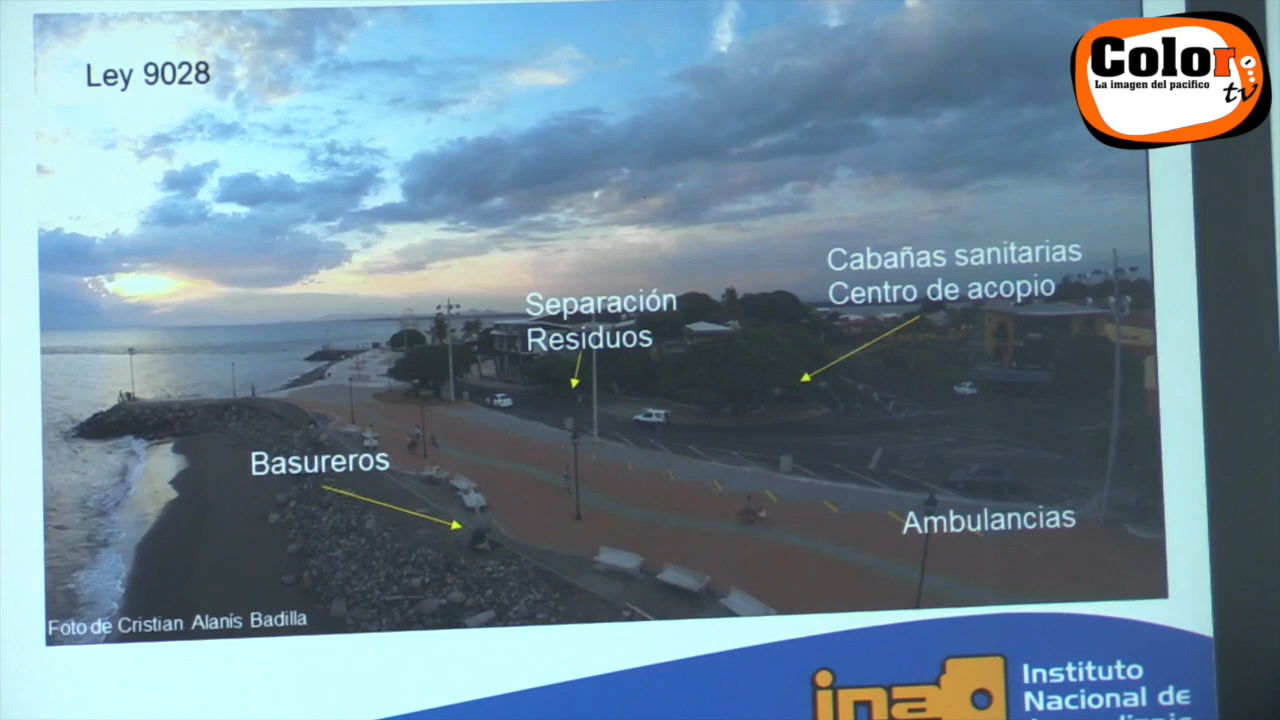 Ley 9028
Color tv
La imagen del pacifico
Cabañas sanitarias
Centro de acopio
Separación
Residuos
Basureros
Ambulancias
Foto de Cristian Alanís Badilla
ina
Instituto
Nacional de